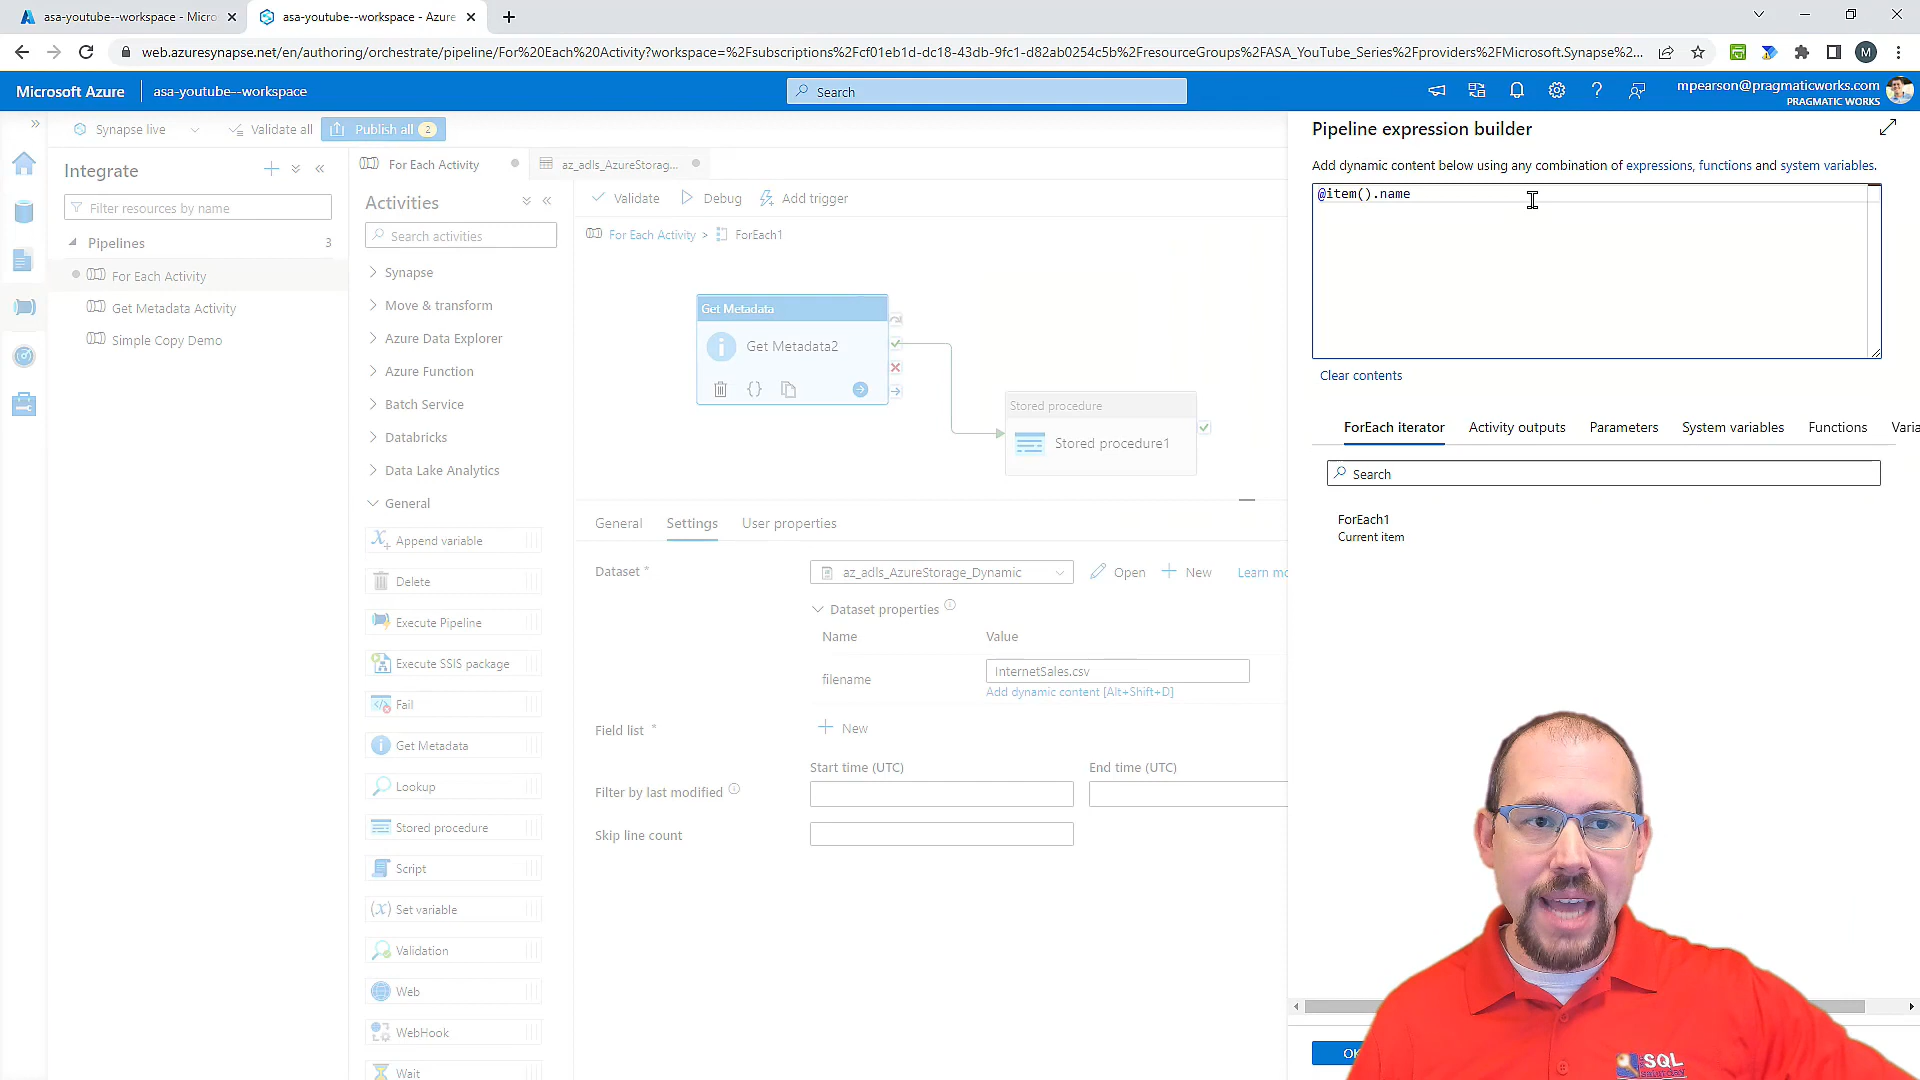 asa-youtube--workspace - Micro
asa-youtube--workspace - Azure
web.azuresynapse.net/en/authoring/orchestrate/pipeline/For%20Each%20Activity?workspace=%2Fsubscriptions%2Fcf01eb1d-dc18-43db-9fc1-d82ab0254c5b%2FresourceGroups%2FASA_YouTube_Series%2Fproviders%2FMicrosoft.Synapse%2...
M
Microsoft Azure
asa-youtube--workspace
Search
mpearson@pragmaticworks.com
PRAGMATIC WORKS
Synapse live
Validate all
Publish all 2
Integrate
Filter resources by name
Pipelines 3
For Each Activity
Get Metadata Activity
Simple Copy Demo
For Each Activity
az_adls_AzureStorag...
Activities
Search activities
Synapse
Move & transform
Azure Data Explorer
Azure Function
Batch Service
Databricks
Data Lake Analytics
General
Append variable
Delete
Execute Pipeline
Execute SSIS package
Fail
Get Metadata
Lookup
Stored procedure
Script
Set variable
Validation
Web
WebHook
Wait
Validate
Debug
Add trigger
For Each Activity > ForEach1
Get Metadata
Get Metadata2
Stored procedure
Stored procedure1
General
Settings
User properties
Dataset *
az_adls_AzureStorage_Dynamic
Open
New
Learn mo
Dataset properties
Name
Value
filename
InternetSales.csv
Add dynamic content [Alt+Shift+D]
Field list *
New
Start time (UTC)
End time (UTC)
Filter by last modified
Skip line count
Pipeline expression builder
Add dynamic content below using any combination of expressions, functions and system variables.
@item().name
Clear contents
ForEach iterator
Activity outputs
Parameters
System variables
Functions
Varia
Search
ForEach1
Current item
OK
SQL